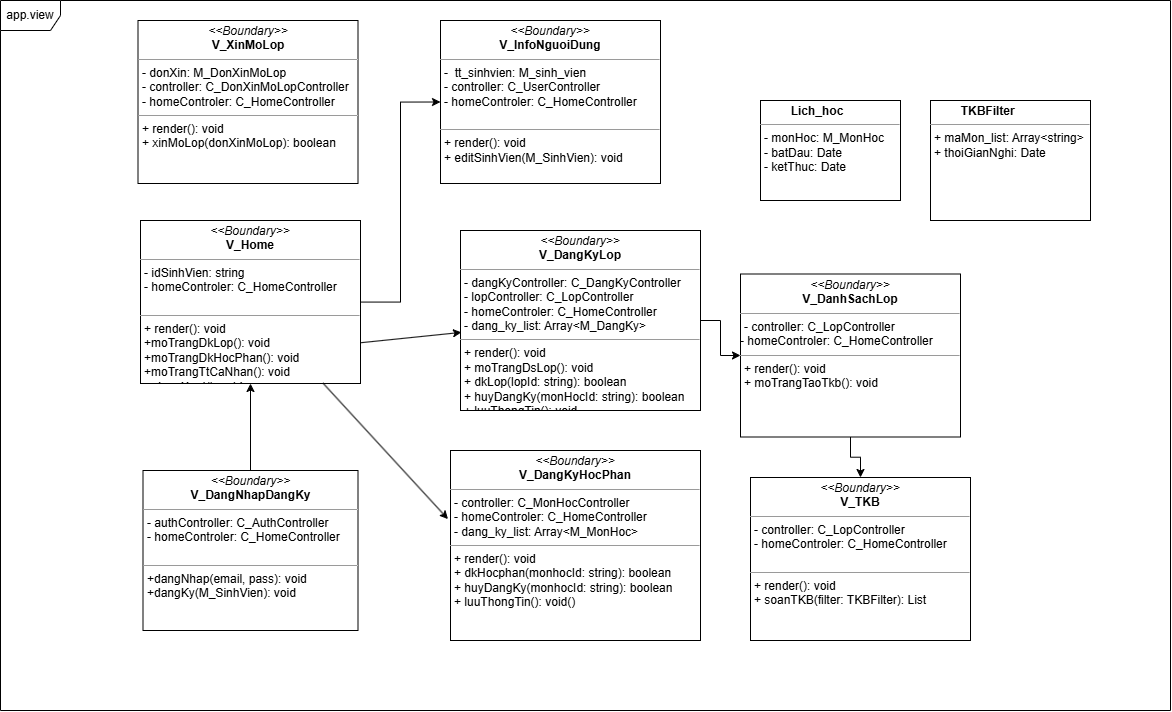 app.view
<<Boundary>>
V_XinMoLop
- donXin: M_DonXinMoLop
- controller: C_DonXinMoLopController
- homeControler: C_HomeController
+ render(): void
+ xinMoLop(donXinMoLop): boolean
<<Boundary>>
V_InfoNguoiDung
- tt_sinhvien: M_sinh_vien
- controller: C_UserController
- homeControler: C_HomeController
+ render(): void
+ editSinhVien(M_SinhVien): void
Lich_hoc
- monHoc: M_MonHoc
- batDau: Date
- ketThuc: Date
TKBFilter
+ maMon_list: Array<string>
+ thoiGianNghi: Date
<<Boundary>>
V_Home
- idSinhVien: string
- homeControler: C_HomeController
+ render(): void
+moTrangDkLop(): void
+moTrangDkHocPhan(): void
+moTrangTtCaNhan(): void
<<Boundary>>
V_DangKyLop
- dangKyController: C_DangKyController
- lopController: C_LopController
- homeControler: C_HomeController
- dang_ky_list: Array<M_DangKy>
+ render(): void
+ moTrangDsLop(): void
+ dkLop(lopId: string): boolean
+ huyDangKy(monHocId: string): boolean
+ luuThongTin(): void
<<Boundary>>
V_DanhSachLop
- controller: C_LopController
- homeControler: C_HomeController
+ render(): void
+ moTrangTaoTkb(): void
<<Boundary>>
V_DangNhapDangKy
- authController: C_AuthController
- homeControler: C_HomeController
+dangNhap(email, pass): void
+dangKy(M_SinhVien): void
<<Boundary>>
V_DangKyHocPhan
- controller: C_MonHocController
- homeControler: C_HomeController
- dang_ky_list: Array<M_MonHoc>
+ render(): void
+ dkHocphan(monhocId: string): boolean
+ huyDangKy(monhocId: string): boolean
+ luuThongTin(): void()
<<Boundary>>
V_TKB
- controller: C_LopController
- homeControler: C_HomeController
+ render(): void
+ soanTKB(filter: TKBFilter): List